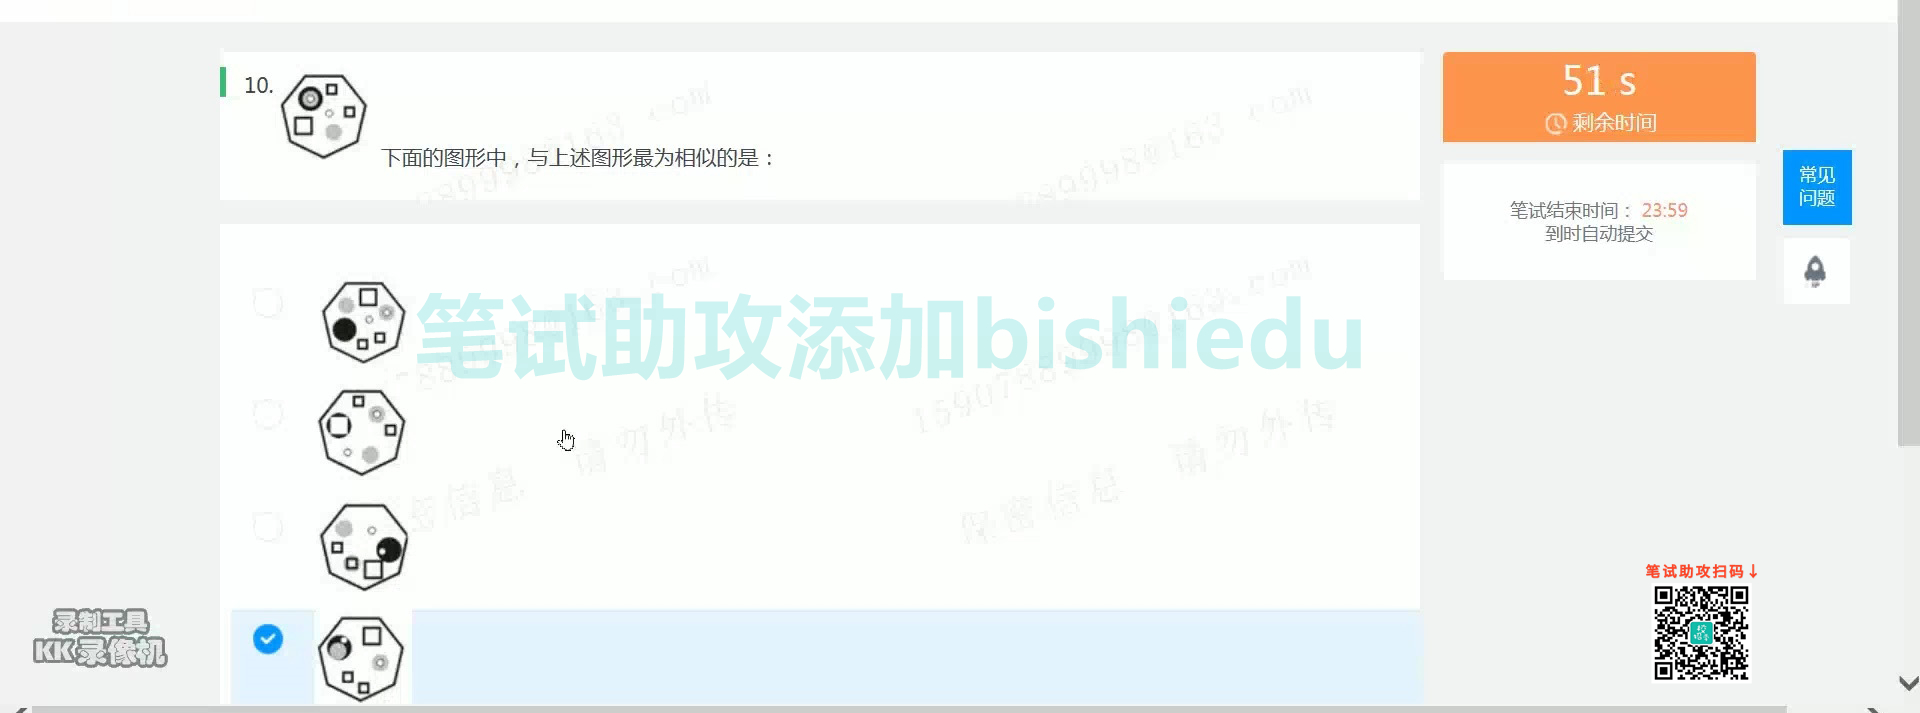 51 s
剩余时间
10.
下面的图形中，与上述图形最为相似的是：
常见
问题
笔试结束时间： 23:59
到时自动提交
笔试助攻添加bishiedu
请勿外传
请勿外传
保密信息
笔试助攻扫码↓
录制工具
KK录像机